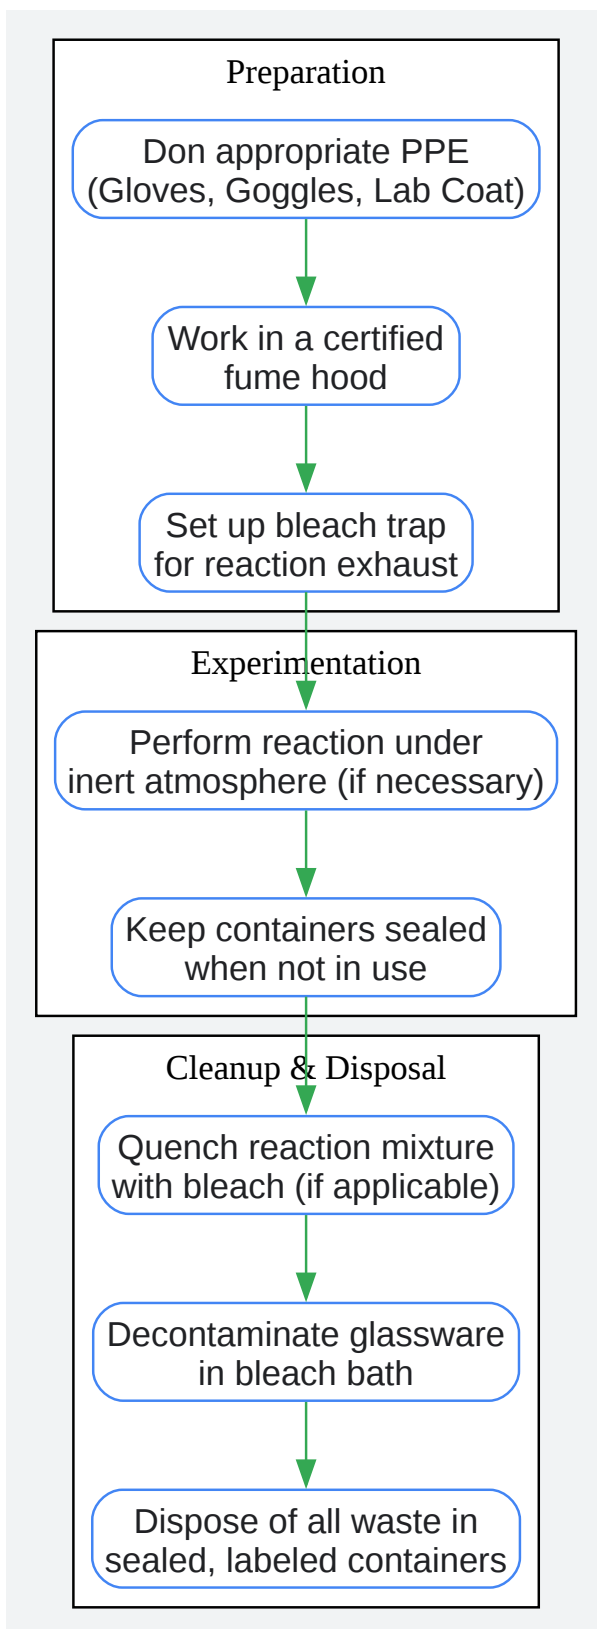 Preparation
Don appropriate PPE
(Gloves, Goggles, Lab Coat)
Work in a certified
fume hood
Set up bleach trap
for reaction exhaust
Experimentation
Perform reaction under
inert atmosphere (if necessary)
Keep containers sealed
when not in use
Cleanup & Disposal
Quench reaction mixture
with bleach (if applicable)
Decontaminate glassware
in bleach bath
Dispose of all waste in
sealed, labeled containers